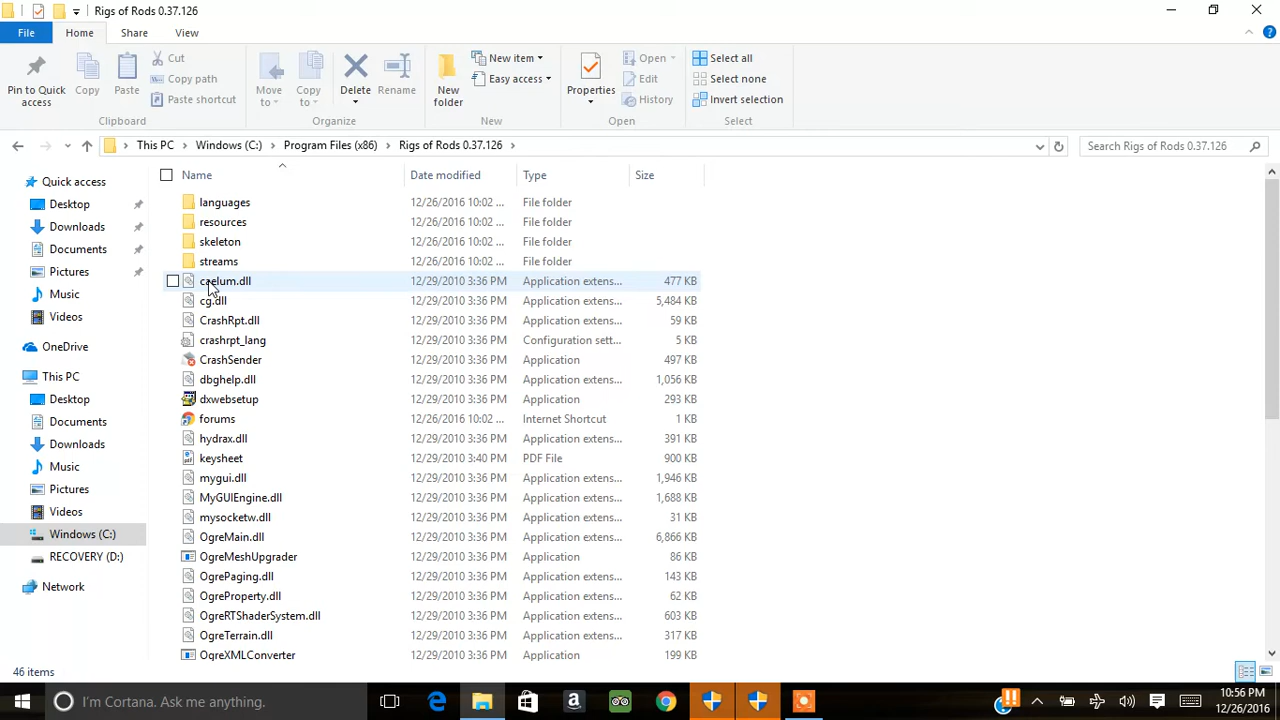 Rigs of Rods 0.37.126
File Home Share View
Pin to Quick access
Copy
Paste
Cut
Copy path
Paste shortcut
Move to
Copy to
Delete
Rename
New folder
New item
Easy access
Properties
Open
Edit
History
Select all
Select none
Invert selection
Clipboard Organize New Open Select
This PC Windows (C:) Program Files (x86) Rigs of Rods 0.37.126
Search Rigs of Rods 0.37.126
Quick access
Desktop
Downloads
Documents
Pictures
Music
Videos
OneDrive
This PC
Desktop
Documents
Downloads
Music
Pictures
Videos
Windows (C:)
RECOVERY (D:)
Network
Name Date modified Type Size
languages 12/26/2016 10:02 ... File folder
resources 12/26/2016 10:02 ... File folder
skeleton 12/26/2016 10:02 ... File folder
streams 12/26/2016 10:02 ... File folder
caelum.dll 12/29/2010 3:36 PM Application extens... 477 KB
cg.dll 12/29/2010 3:36 PM Application extens... 5,484 KB
CrashRpt.dll 12/29/2010 3:36 PM Application extens... 59 KB
crashrpt_lang 12/29/2010 3:36 PM Configuration sett... 5 KB
CrashSender 12/29/2010 3:36 PM Application 497 KB
dbghelp.dll 12/29/2010 3:36 PM Application extens... 1,056 KB
dxwebsetup 12/29/2010 3:36 PM Application 293 KB
forums 12/26/2016 10:02 ... Internet Shortcut 1 KB
hydrax.dll 12/29/2010 3:36 PM Application extens... 391 KB
keysheet 12/29/2010 3:40 PM PDF File 900 KB
mygui.dll 12/29/2010 3:36 PM Application extens... 1,946 KB
MyGUIEngine.dll 12/29/2010 3:36 PM Application extens... 1,688 KB
mysocketw.dll 12/29/2010 3:36 PM Application extens... 31 KB
OgreMain.dll 12/29/2010 3:36 PM Application extens... 6,866 KB
OgreMeshUpgrader 12/29/2010 3:36 PM Application 86 KB
OgrePaging.dll 12/29/2010 3:36 PM Application extens... 143 KB
OgreProperty.dll 12/29/2010 3:36 PM Application extens... 62 KB
OgreRTShaderSystem.dll 12/29/2010 3:36 PM Application extens... 603 KB
OgreTerrain.dll 12/29/2010 3:36 PM Application extens... 317 KB
OgreXMLConverter 12/29/2010 3:36 PM Application 199 KB
46 items
I'm Cortana. Ask me anything.
10:56 PM
12/26/2016